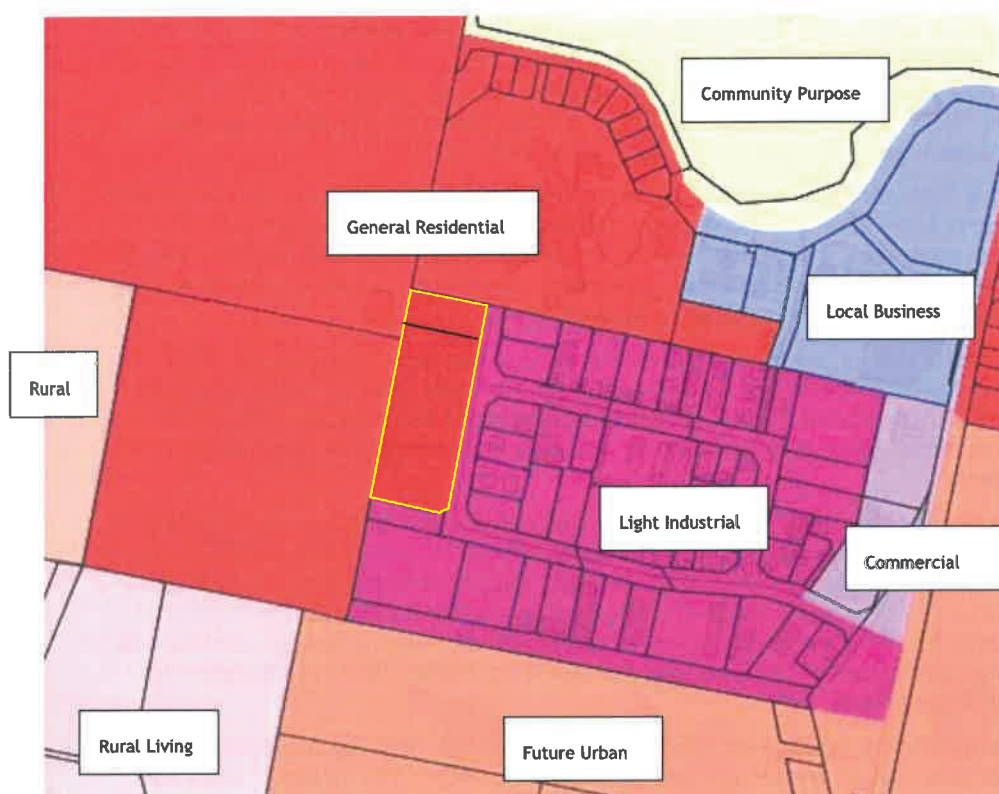 Community Purpose
General Residential
Local Business
Rural
Light Industrial
Commercial
Rural Living
Future Urban